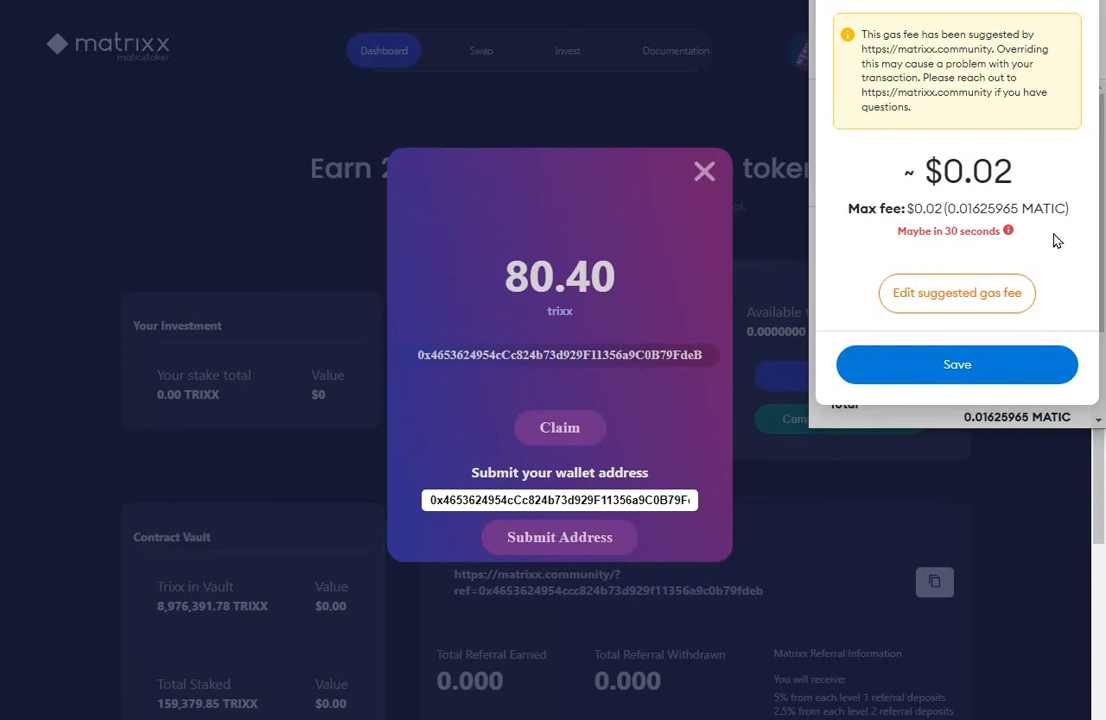 matrixx
maticstaker
Dashboard
Swap
Invest
Documentation
This gas fee has been suggested by
https://matrixx.community. Overriding
this may cause a problem with your
transaction. Please reach out to
https://matrixx.community if you have
questions.
~ $0.02
Max fee: $0.02 (0.01625965 MATIC)
Maybe in 30 seconds
Edit suggested gas fee
Save
Total
0.01625965 MATIC
Earn 2
token
ol.
80.40
trixx
0x4653624954cCc824b73d929F11356a9C0B79FdeB
Claim
Submit your wallet address
0x4653624954cCc824b73d929F11356a9C0B79F
Submit Address
Your Investment
Your stake total
Value
0.00 TRIXX
$0
Available t
0.0000000
Com
Contract Vault
Trixx in Vault
Value
8,976,391.78 TRIXX
$0.00
Total Staked
Value
159,379.85 TRIXX
$0.00
https://matrixx.community/?
ref=0x4653624954ccc824b73d929f11356a9c0b79fdeb
Total Referral Earned
Total Referral Withdrawn
0.000
0.000
Matrixx Referral Information
You will receive:
5% from each level 1 referral deposits
2.5% from each level 2 referral deposits